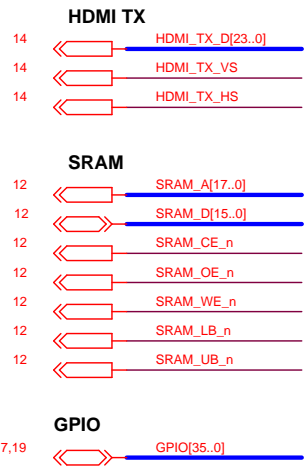 HDMI TX
14 HDMI_TX_D[23..0]
14 HDMI_TX_VS
14 HDMI_TX_HS
SRAM
12 SRAM_A[17..0]
12 SRAM_D[15..0]
12 SRAM_CE_n
12 SRAM_OE_n
12 SRAM_WE_n
12 SRAM_LB_n
12 SRAM_UB_n
GPIO
7,19 GPIO[35..0]